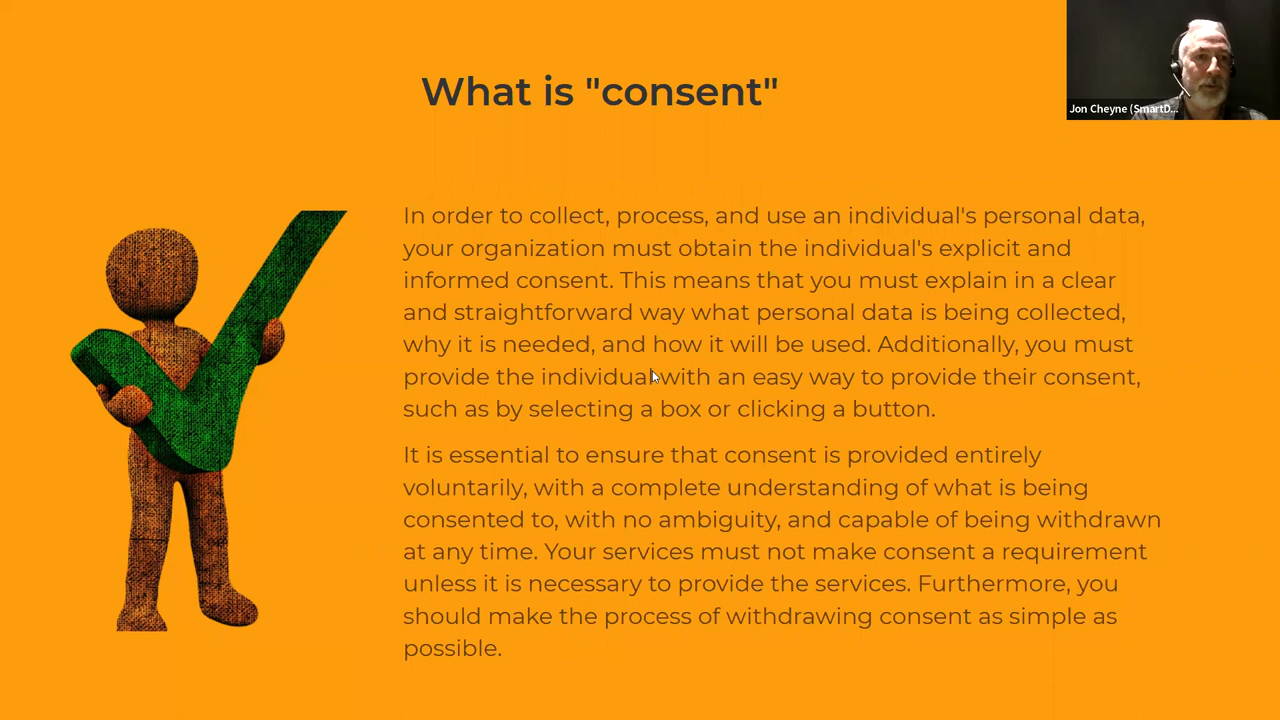 What is "consent"
Jon Cheyne (SmartD...
In order to collect, process, and use an individual's personal data,
your organization must obtain the individual's explicit and
informed consent. This means that you must explain in a clear
and straightforward way what personal data is being collected,
why it is needed, and how it will be used. Additionally, you must
provide the individual with an easy way to provide their consent,
such as by selecting a box or clicking a button.
It is essential to ensure that consent is provided entirely
voluntarily, with a complete understanding of what is being
consented to, with no ambiguity, and capable of being withdrawn
at any time. Your services must not make consent a requirement
unless it is necessary to provide the services. Furthermore, you
should make the process of withdrawing consent as simple as
possible.